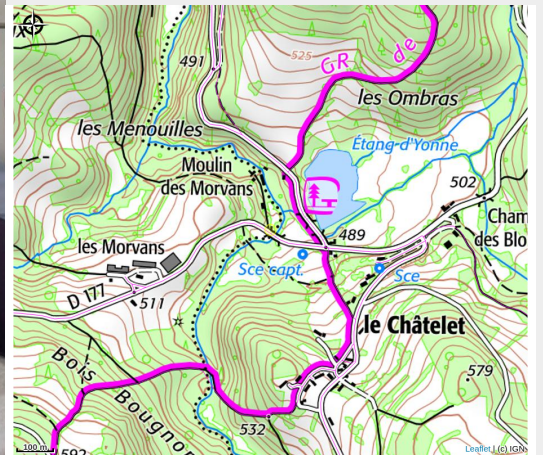 491
525
GR de
les Ombras
les Menouilles
Étang d'Yonne
Moulin
des Morvans
502
Cham
des Blo
489
les Morvans
Sce capt.
Sce
D 177
511
le Châtelet
Bois
579
Bougnon
532
592
100 m
Leaflet | (c) IGN